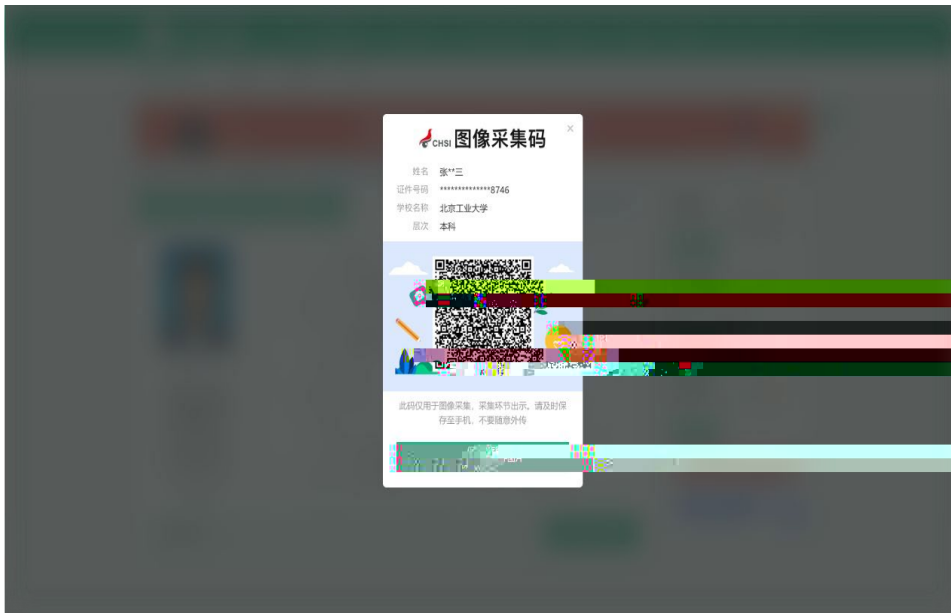 CHSI 图像采集码
×
姓名 张**三
证件号码 **************8746
学校名称 北京工业大学
层次 本科
此码仅用于图像采集，采集环节出示。请及时保
存至手机，不要随意外传